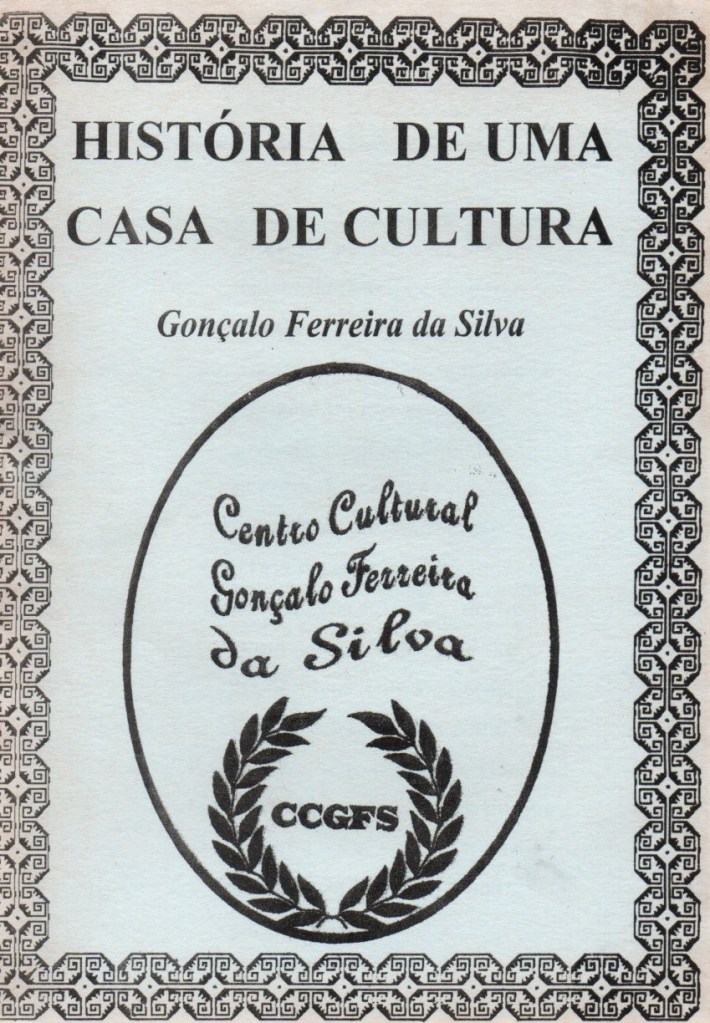 HISTÓRIA DE UMA
CASA DE CULTURA
Gonçalo Ferreira da Silva
Centro Cultural
Gonçalo Ferreira
da Silva
CCGFS